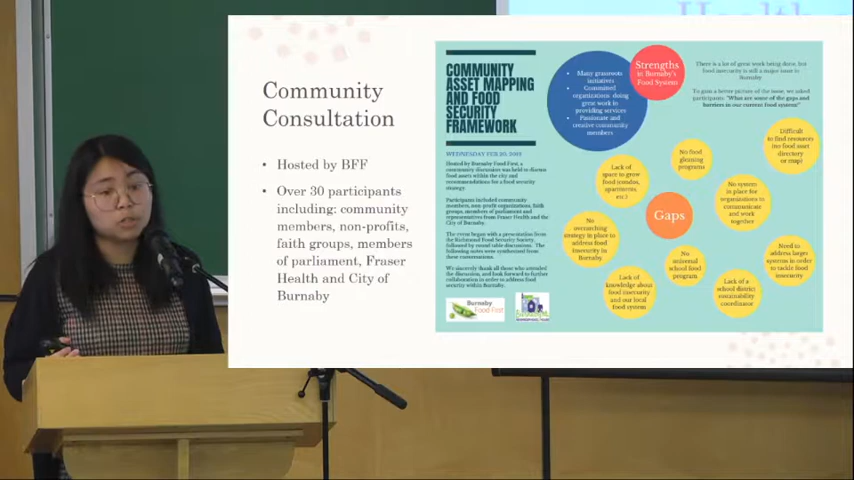 Health
Community
Consultation
• Hosted by BFF
• Over 30 participants
including: community
members, non-profits,
faith groups, members
of parliament, Fraser
Health and City of
Burnaby
COMMUNITY
ASSET MAPPING
AND FOOD
SECURITY
FRAMEWORK
Hosted by Burnaby Food First, a
community discussion was held to discuss
food assets within the city and
recommendations for a food security
strategy.
Participants included community
members, non-profit organizations, faith
groups, members of parliament and
representatives from Fraser Health and the
City of Burnaby.
The event began with a presentation from
the Richmond Food Security Society,
followed by round table discussions. The
following notes were synthesized from
these conversations.
We sincerely thank all those who attended
the discussion, and look forward to further
collaboration in order to address food
security within Burnaby.
Burnaby
Food First
• Many grassroots
initiatives
• Committed
organizations doing
great work in
providing services
• Passionate and
creative community
members
Strengths
in Burnaby's
Food System
There is a lot of great work being done, but
food insecurity is still a major issue in
Burnaby
To gain a better picture of the issue, we asked
participants: "What are some of the gaps and
barriers in our current food system?"
Gaps
Lack of
space to grow
food (condos,
apartments,
etc.)
No food
gleaning
programs
Difficult
to find resources
(no food asset
directory
or map)
No system
in place for
organizations to
communicate
and work
together
No
overarching
strategy in place to
address food
insecurity in
Burnaby
No
universal
school food
program
Need to
address larger
systems in order
to tackle food
insecurity
Lack of
knowledge about
food insecurity
and our local
food system
Lack of a
school district
sustainability
coordinator